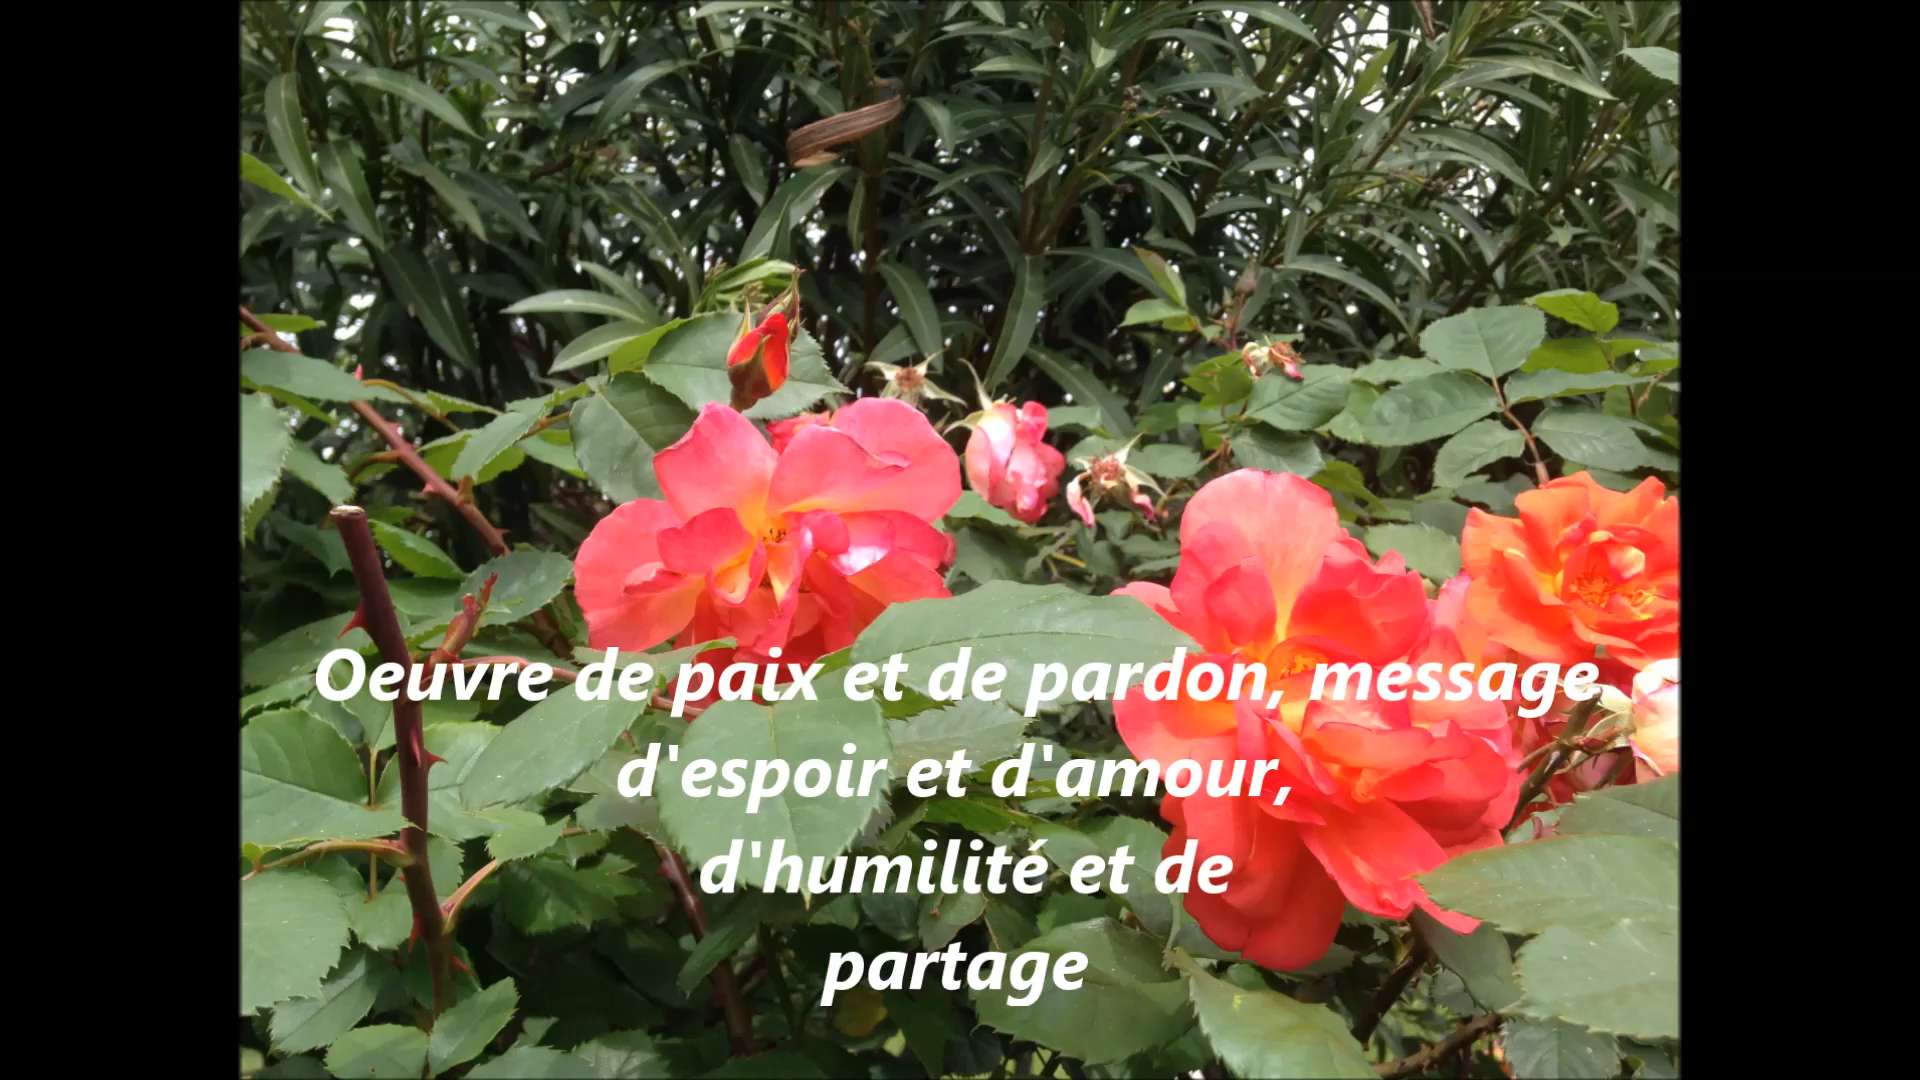 Oeuvre de paix et de pardon, message
d'espoir et d'amour,
d'humilité et de
partage